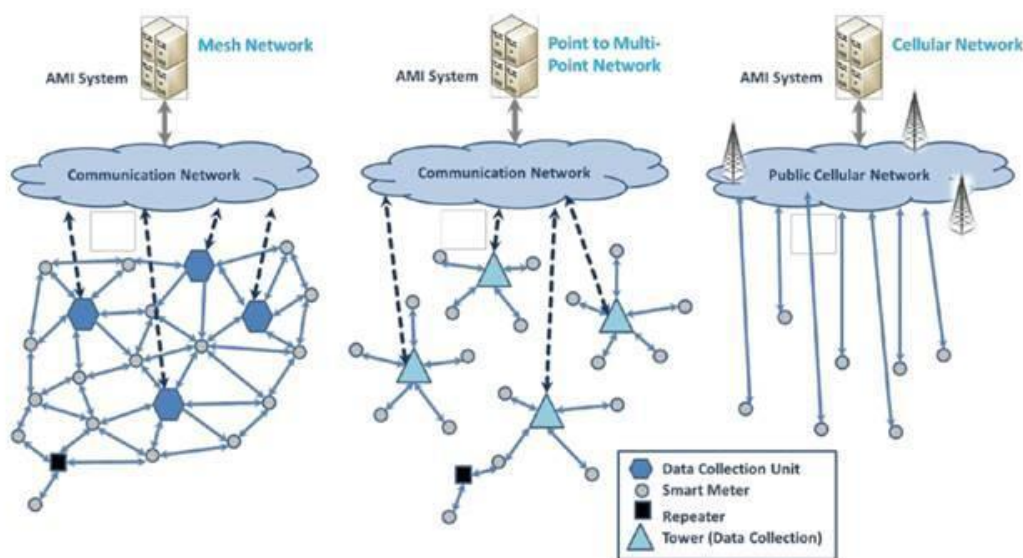 Mesh Network
AMI System
Communication Network
Point to Multi-
Point Network
AMI System
Communication Network
Cellular Network
AMI System
Public Cellular Network
Data Collection Unit
Smart Meter
Repeater
Tower (Data Collection)